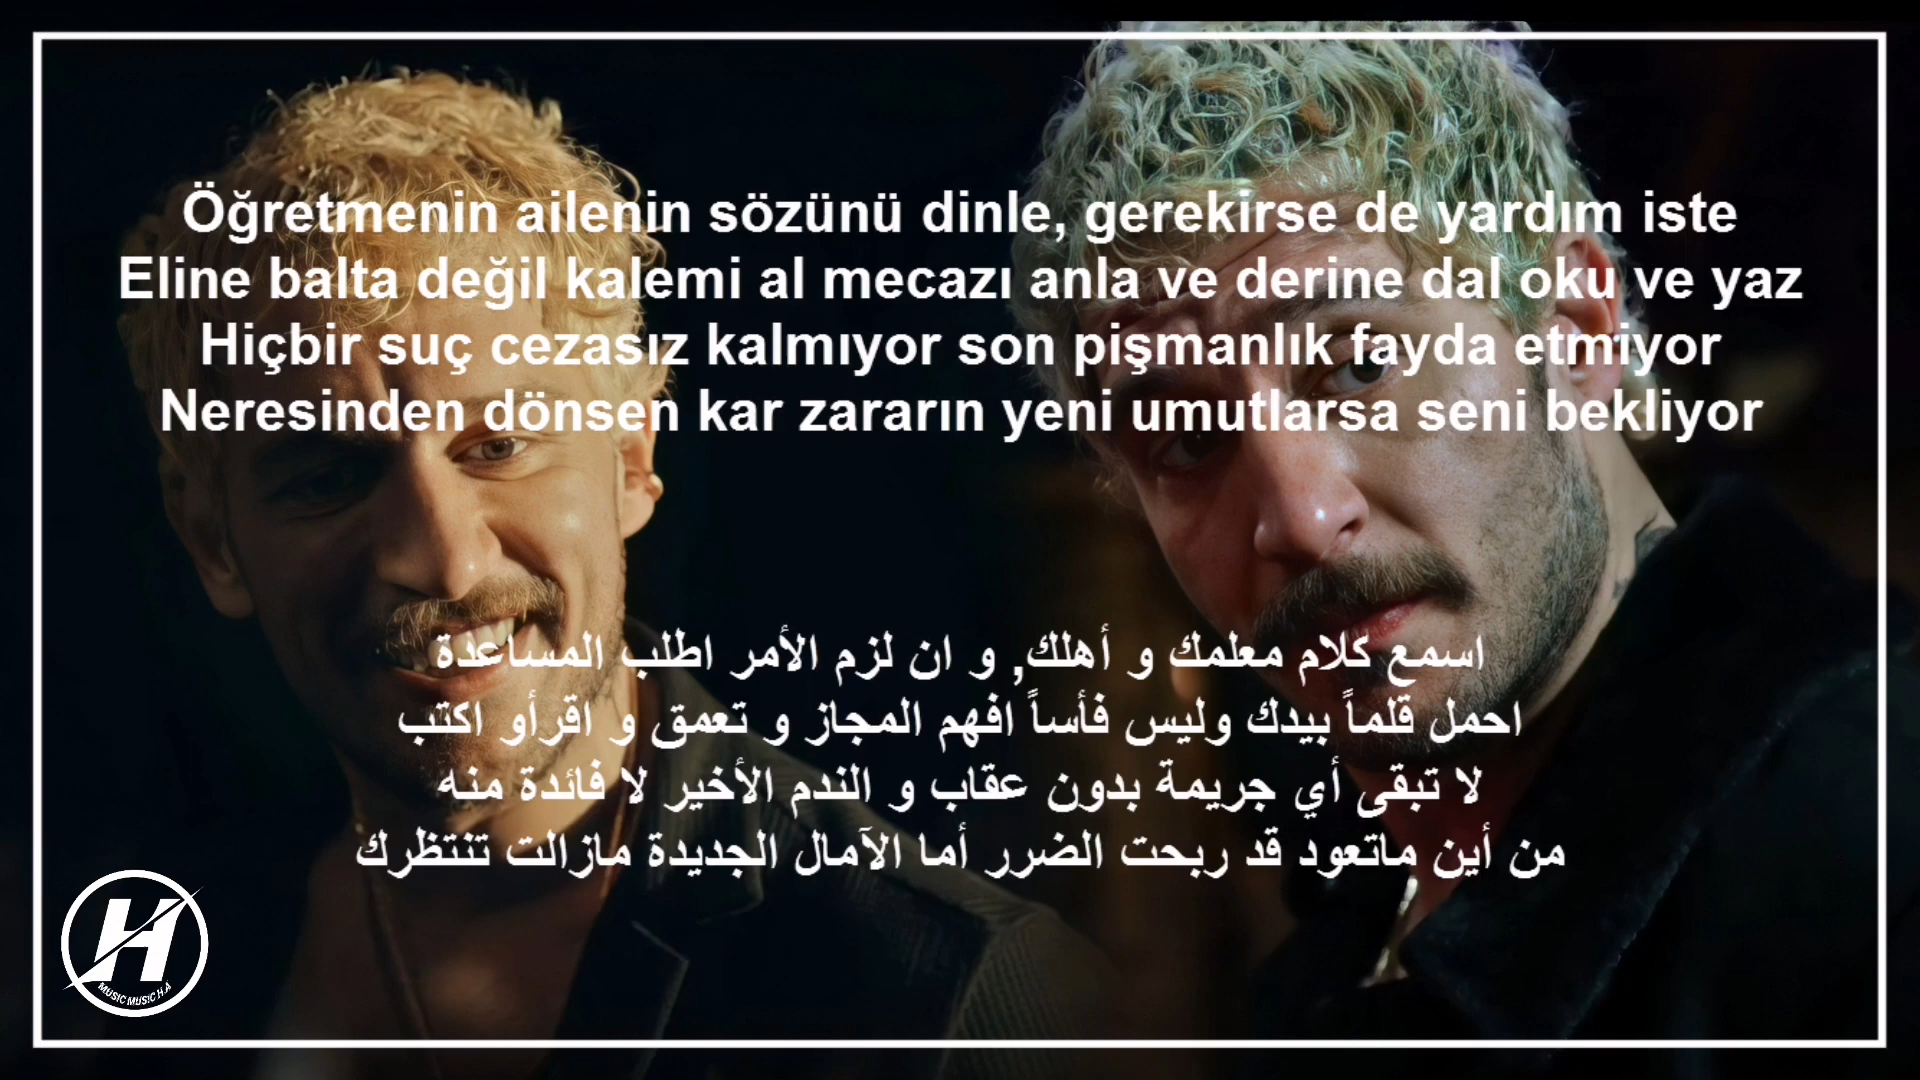 Öğretmenin ailenin sözünü dinle, gerekirse de yardım iste
Eline balta değil kalemi al mecazı anla ve derine dal oku ve yaz
Hiçbir suç cezasız kalmıyor son pişmanlık fayda etmiyor
Neresinden dönsen kar zararın yeni umutlarsa seni bekliyor
اسمع كلام معلمك و أهلك, و ان لزم الأمر اطلب المساعدة
احمل قلماً بيدك وليس فأساً افهم المجاز و تعمق و اقرأو اكتب
لا تبقى أي جريمة بدون عقاب و الندم الأخير لا فائدة منه
من أين ماتعود قد ربحت الضرر أما الآمال الجديدة مازالت تنتظرك
H
MUSIC MUSIC H.A